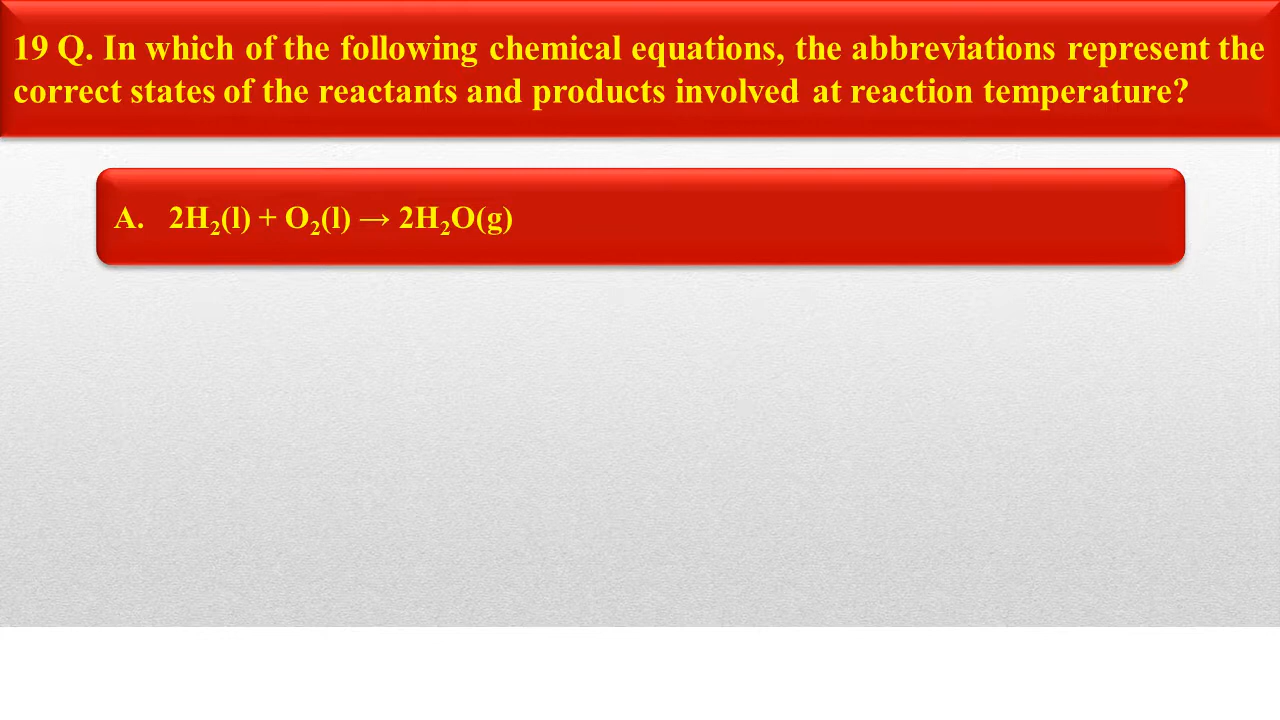 19 Q. In which of the following chemical equations, the abbreviations represent the
correct states of the reactants and products involved at reaction temperature?
A. 2H₂(l) + O₂(l) → 2H₂O(g)